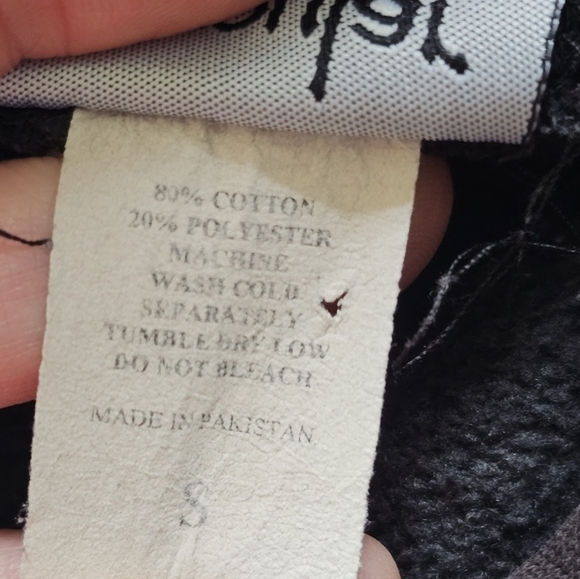 80% COTTON
20% POLYESTER
MACHINE
WASH COLD
SEPARATELY
TUMBLE DRY LOW
DO NOT BLEACH
MADE IN PAKISTAN
S